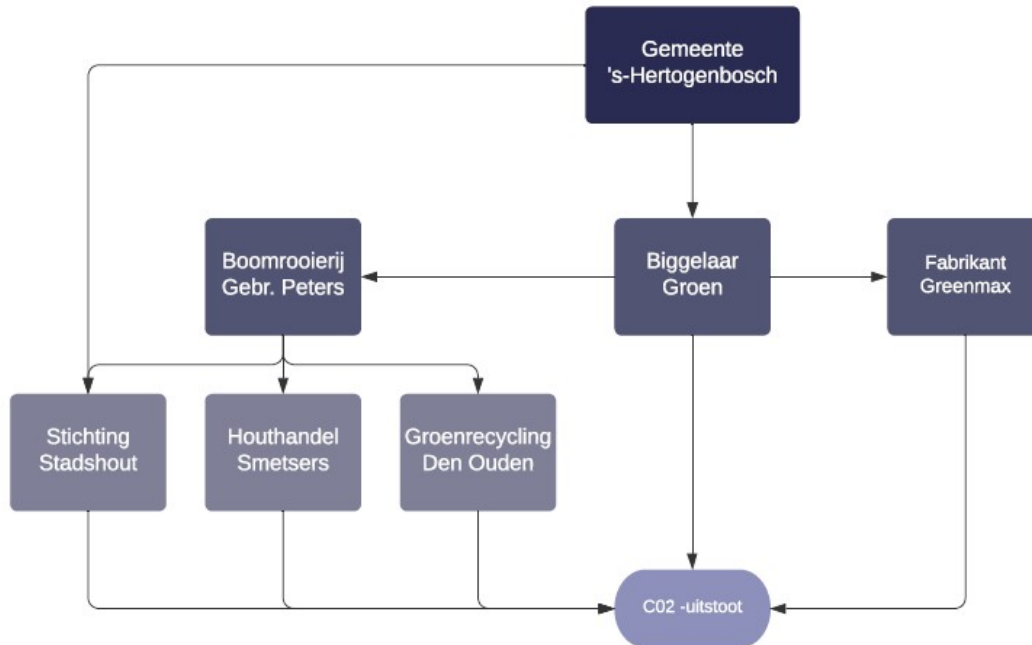 Gemeente
's-Hertogenbosch
Boomrooierij
Gebr. Peters
Biggelaar
Groen
Fabrikant
Greenmax
Stichting
Stadshout
Houthandel
Smetsers
Groenrecycling
Den Ouden
C02 -uitstoot